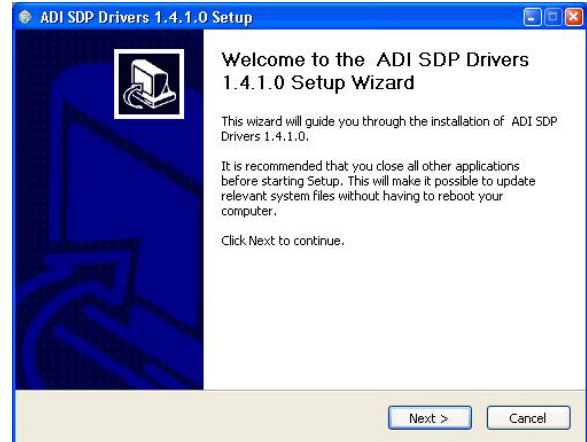 ADI SDP Drivers 1.4.1.0 Setup
Welcome to the ADI SDP Drivers
1.4.1.0 Setup Wizard
This wizard will guide you through the installation of ADI SDP
Drivers 1.4.1.0.
It is recommended that you close all other applications
before starting Setup. This will make it possible to update
relevant system files without having to reboot your
computer.
Click Next to continue.
Next >
Cancel